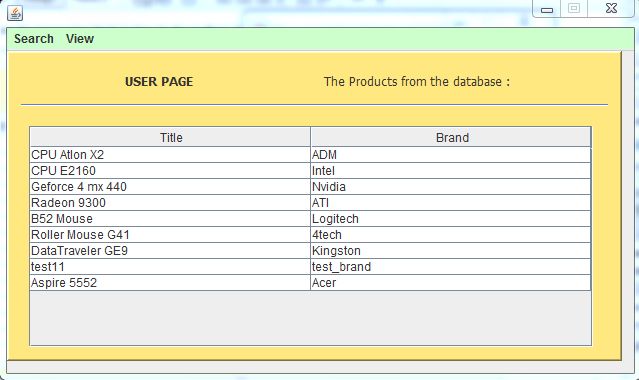 Search View
USER PAGE The Products from the database :
Title Brand
CPU Atlon X2 ADM
CPU E2160 Intel
Geforce 4 mx 440 Nvidia
Radeon 9300 ATI
B52 Mouse Logitech
Roller Mouse G41 4tech
DataTraveler GE9 Kingston
test11 test_brand
Aspire 5552 Acer